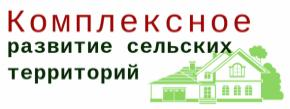 Комплексное
развитие сельских
территорий